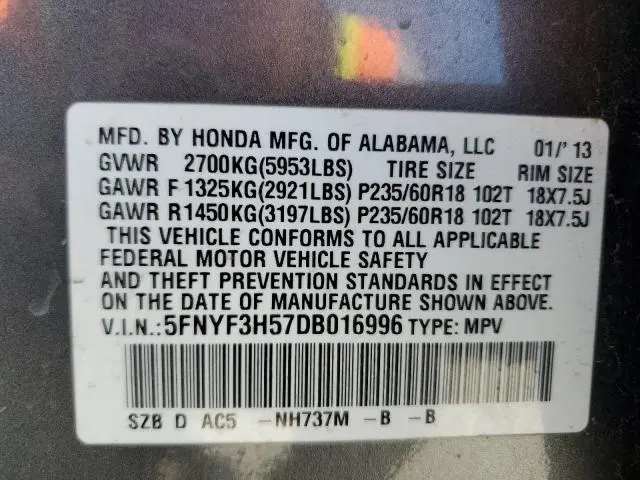 MFD. BY HONDA MFG. OF ALABAMA, LLC 01/'13
GVWR 2700KG(5953LBS) TIRE SIZE RIM SIZE
GAWR F 1325KG(2921LBS) P235/60R18 102T 18X7.5J
GAWR R1450KG(3197LBS) P235/60R18 102T 18X7.5J
THIS VEHICLE CONFORMS TO ALL APPLICABLE
FEDERAL MOTOR VEHICLE SAFETY
AND THEFT PREVENTION STANDARDS IN EFFECT
ON THE DATE OF MANUFACTURE SHOWN ABOVE.
V.I.N.:5FNYF3H57DB016996 TYPE: MPV
SZB D AC5 -NH737M -B -B